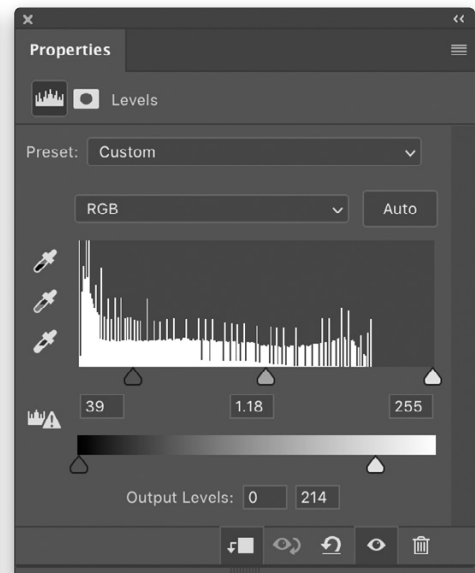 Properties
Levels
Preset: Custom
RGB Auto
39 1.18 255
Output Levels: 0 214